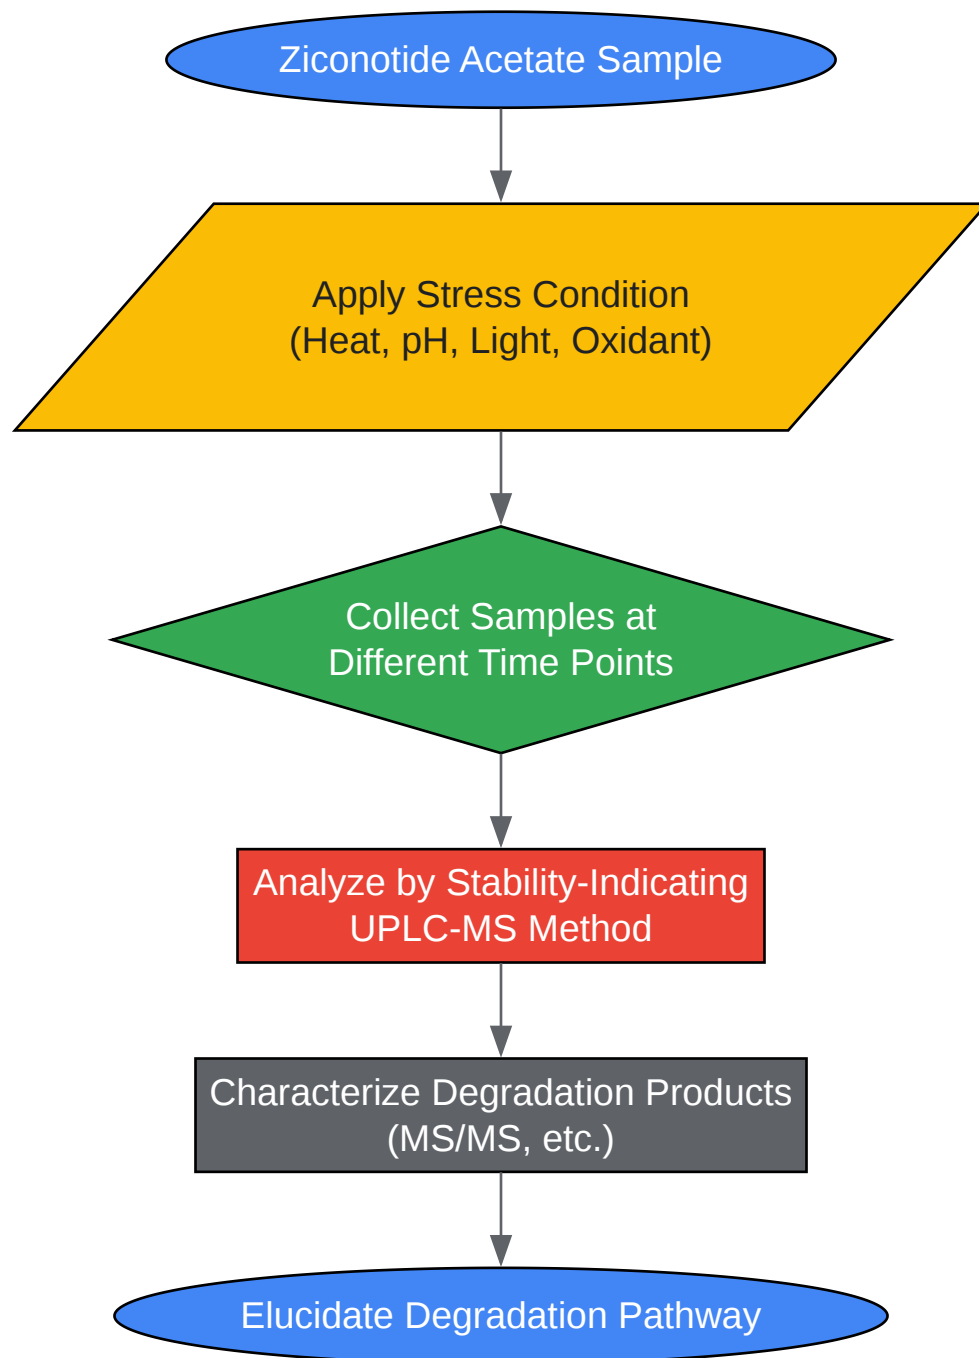 Ziconotide Acetate Sample
Apply Stress Condition
(Heat, pH, Light, Oxidant)
Collect Samples at
Different Time Points
Analyze by Stability-Indicating
UPLC-MS Method
Characterize Degradation Products
(MS/MS, etc.)
Elucidate Degradation Pathway